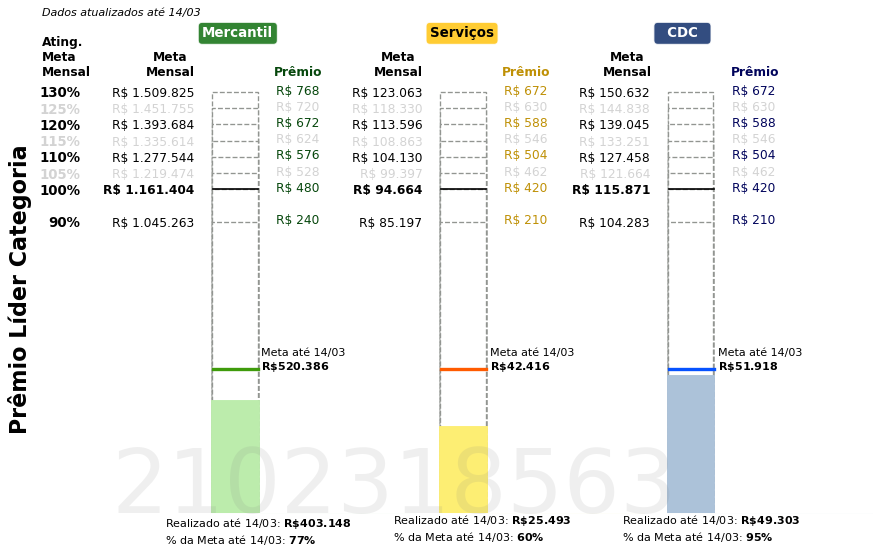 Dados atualizados até 14/03
Mercantil Serviços CDC
Ating.
Meta Meta Meta Meta
Mensal Mensal Prêmio Mensal Prêmio Mensal Prêmio
130% R$ 1.509.825 R$ 768 R$ 123.063 R$ 672 R$ 150.632 R$ 672
125% R$ 1.451.755 R$ 720 R$ 118.330 R$ 630 R$ 144.838 R$ 630
120% R$ 1.393.684 R$ 672 R$ 113.596 R$ 588 R$ 139.045 R$ 588
115% R$ 1.335.614 R$ 624 R$ 108.863 R$ 546 R$ 133.251 R$ 546
110% R$ 1.277.544 R$ 576 R$ 104.130 R$ 504 R$ 127.458 R$ 504
105% R$ 1.219.474 R$ 528 R$ 99.397 R$ 462 R$ 121.664 R$ 462
100% R$ 1.161.404 R$ 480 R$ 94.664 R$ 420 R$ 115.871 R$ 420
90% R$ 1.045.263 R$ 240 R$ 85.197 R$ 210 R$ 104.283 R$ 210
Prêmio Líder Categoria
Meta até 14/03 Meta até 14/03 Meta até 14/03
R$520.386 R$42.416 R$51.918
2102318563
Realizado até 14/03: R$403.148 Realizado até 14/03: R$25.493 Realizado até 14/03: R$49.303
% da Meta até 14/03: 77% % da Meta até 14/03: 60% % da Meta até 14/03: 95%